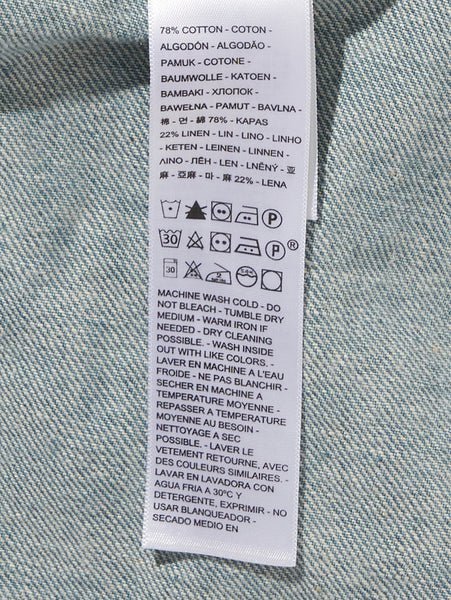 78% COTTON - COTON -
ALGODÓN - ALGODÃO -
PAMUK - COTONE -
BAUMWOLLE - KATOEN -
BAMBAKI - ХЛОПОК -
BAWEŁNA - PAMUT - BAVLNA -
棉 - 면 - 綿 78% - KAPAS
22% LINEN - LIN - LINO - LINHO
- KETEN - LEINEN - LINNEN -
ΛΙΝΟ - ЛЁН - LEN - LNĚNÝ - 亚
麻 - 亞麻 - 마 - 麻 22% - LENA
P
30 P ®
30
MACHINE WASH COLD - DO
NOT BLEACH - TUMBLE DRY
MEDIUM - WARM IRON IF
NEEDED - DRY CLEANING
POSSIBLE. - WASH INSIDE
OUT WITH LIKE COLORS. -
LAVER EN MACHINE A L'EAU
FROIDE - NE PAS BLANCHIR -
SECHER EN MACHINE A
TEMPERATURE MOYENNE -
REPASSER A TEMPERATURE
MOYENNE AU BESOIN -
NETTOYAGE A SEC
POSSIBLE. - LAVER LE
VETEMENT RETOURNE, AVEC
DES COULEURS SIMILAIRES. -
LAVAR EN LAVADORA CON
AGUA FRIA A 30ºC Y
DETERGENTE, EXPRIMIR - NO
USAR BLANQUEADOR -
SECADO MEDIO EN